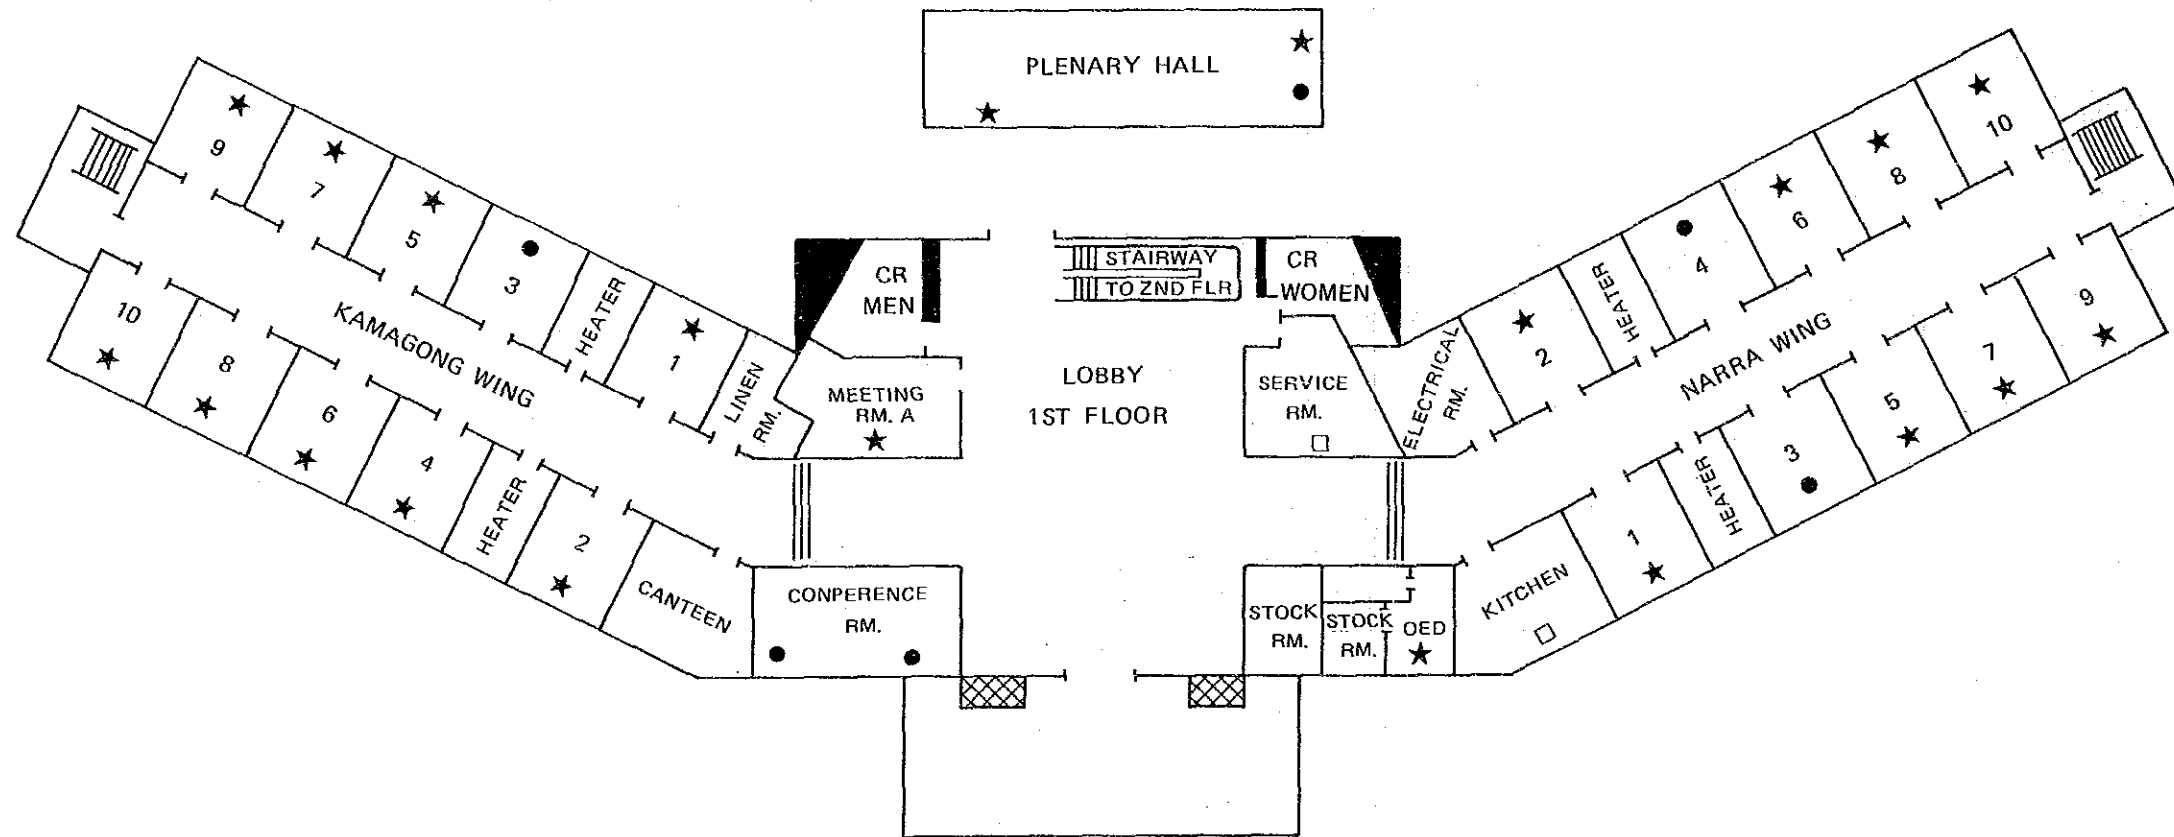 PLENARY HALL
9
7
5
3
HEATER
1
LINEN
RM.
KAMAGONG WING
10
8
6
4
HEATER
2
CANTEEN
CR
MEN
MEETING
RM. A
STAIRWAY
TO ZND FLR
CR
WOMEN
LOBBY
1ST FLOOR
SERVICE
RM.
CONPERENCE
RM.
STOCK
RM.
STOCK
RM.
OED
ELECTRICAL
RM.
2
HEATER
4
6
8
10
NARRA WING
KITCHEN
1
HEATER
3
5
7
9